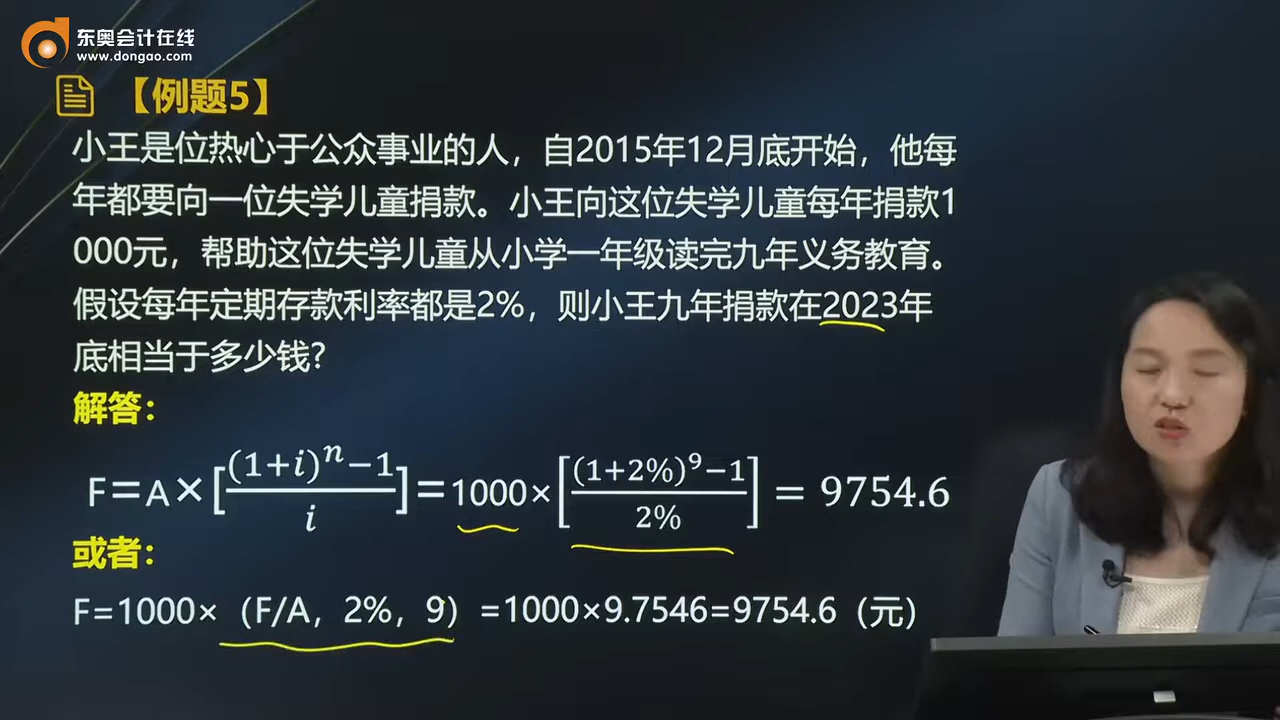 东奥会计在线
www.dongao.com
【例题5】
小王是位热心于公众事业的人，自2015年12月底开始，他每
年都要向一位失学儿童捐款。小王向这位失学儿童每年捐款1
000元，帮助这位失学儿童从小学一年级读完九年义务教育。
假设每年定期存款利率都是2%，则小王九年捐款在2023年
底相当于多少钱?
解答：
F=A×[(1+i)^n−1/i]=1000×[(1+2%)^9−1/2%] = 9754.6
或者：
F=1000×（F/A，2%，9）=1000×9.7546=9754.6（元）